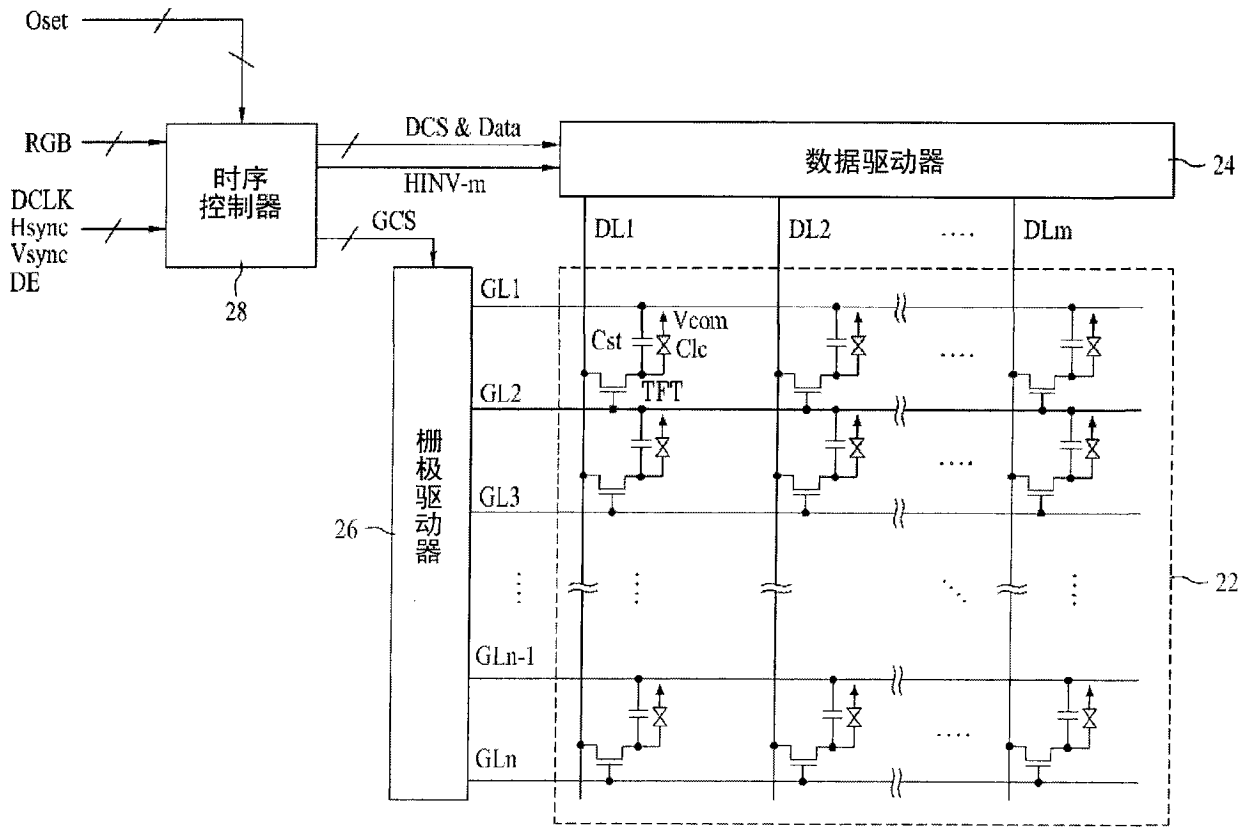 Oset
RGB
DCLK
Hsync
Vsync
DE
时序
控制器
28
DCS & Data
HINV-m
GCS
数据驱动器
24
DL1
DL2
....
DLm
栅极驱动器
26
GL1
Vcom
Cst
Clc
....
GL2
TFT
....
GL3
22
GLn-1
....
GLn